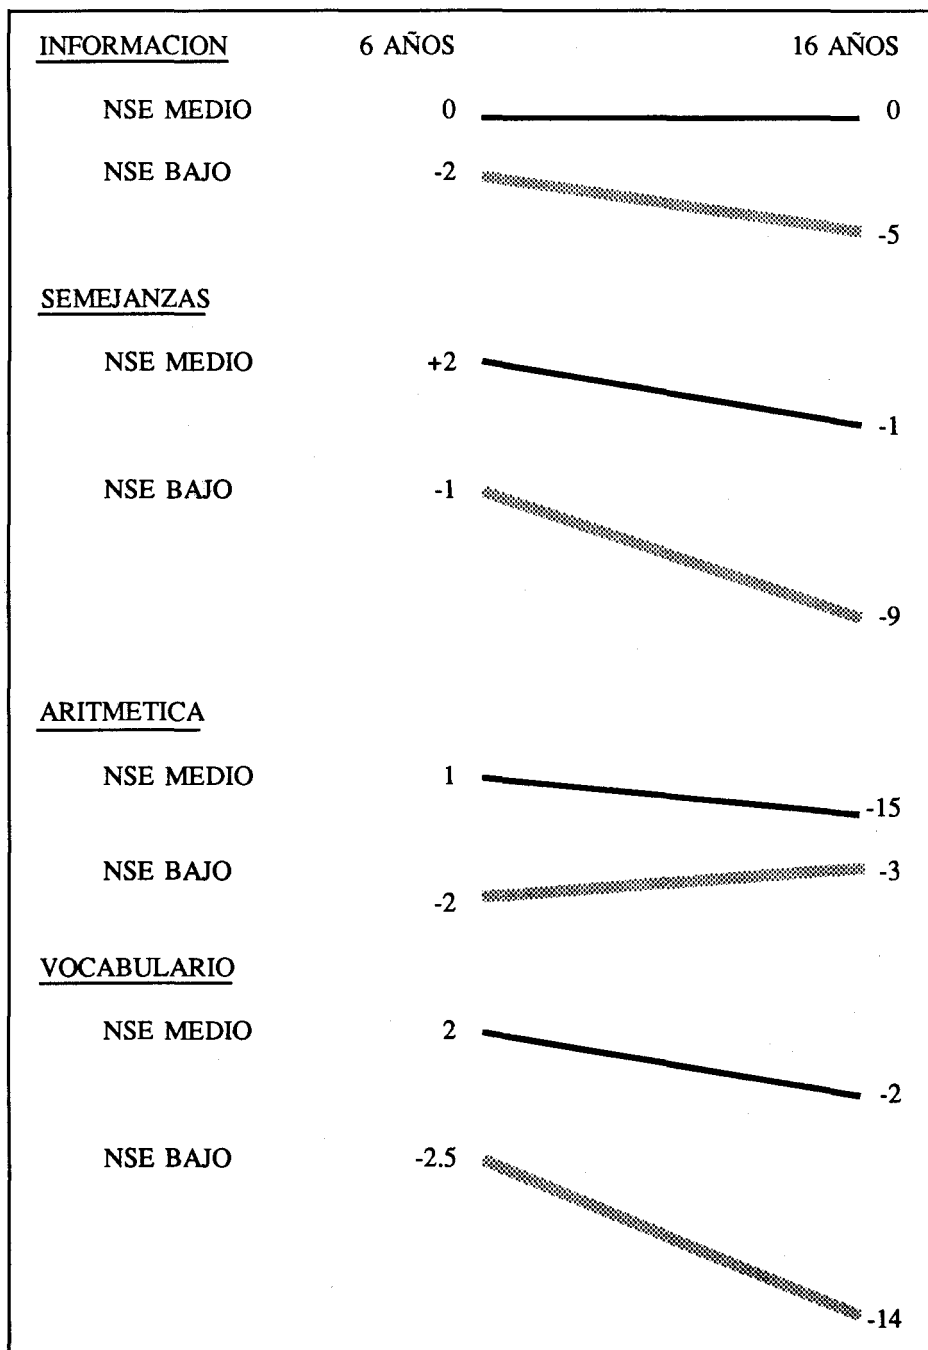 INFORMACION 6 AÑOS 16 AÑOS
NSE MEDIO 0 0
NSE BAJO -2 -5
SEMEJANZAS
NSE MEDIO +2 -1
NSE BAJO -1 -9
ARITMETICA
NSE MEDIO 1 -15
NSE BAJO -2 -3
VOCABULARIO
NSE MEDIO 2 -2
NSE BAJO -2.5 -14